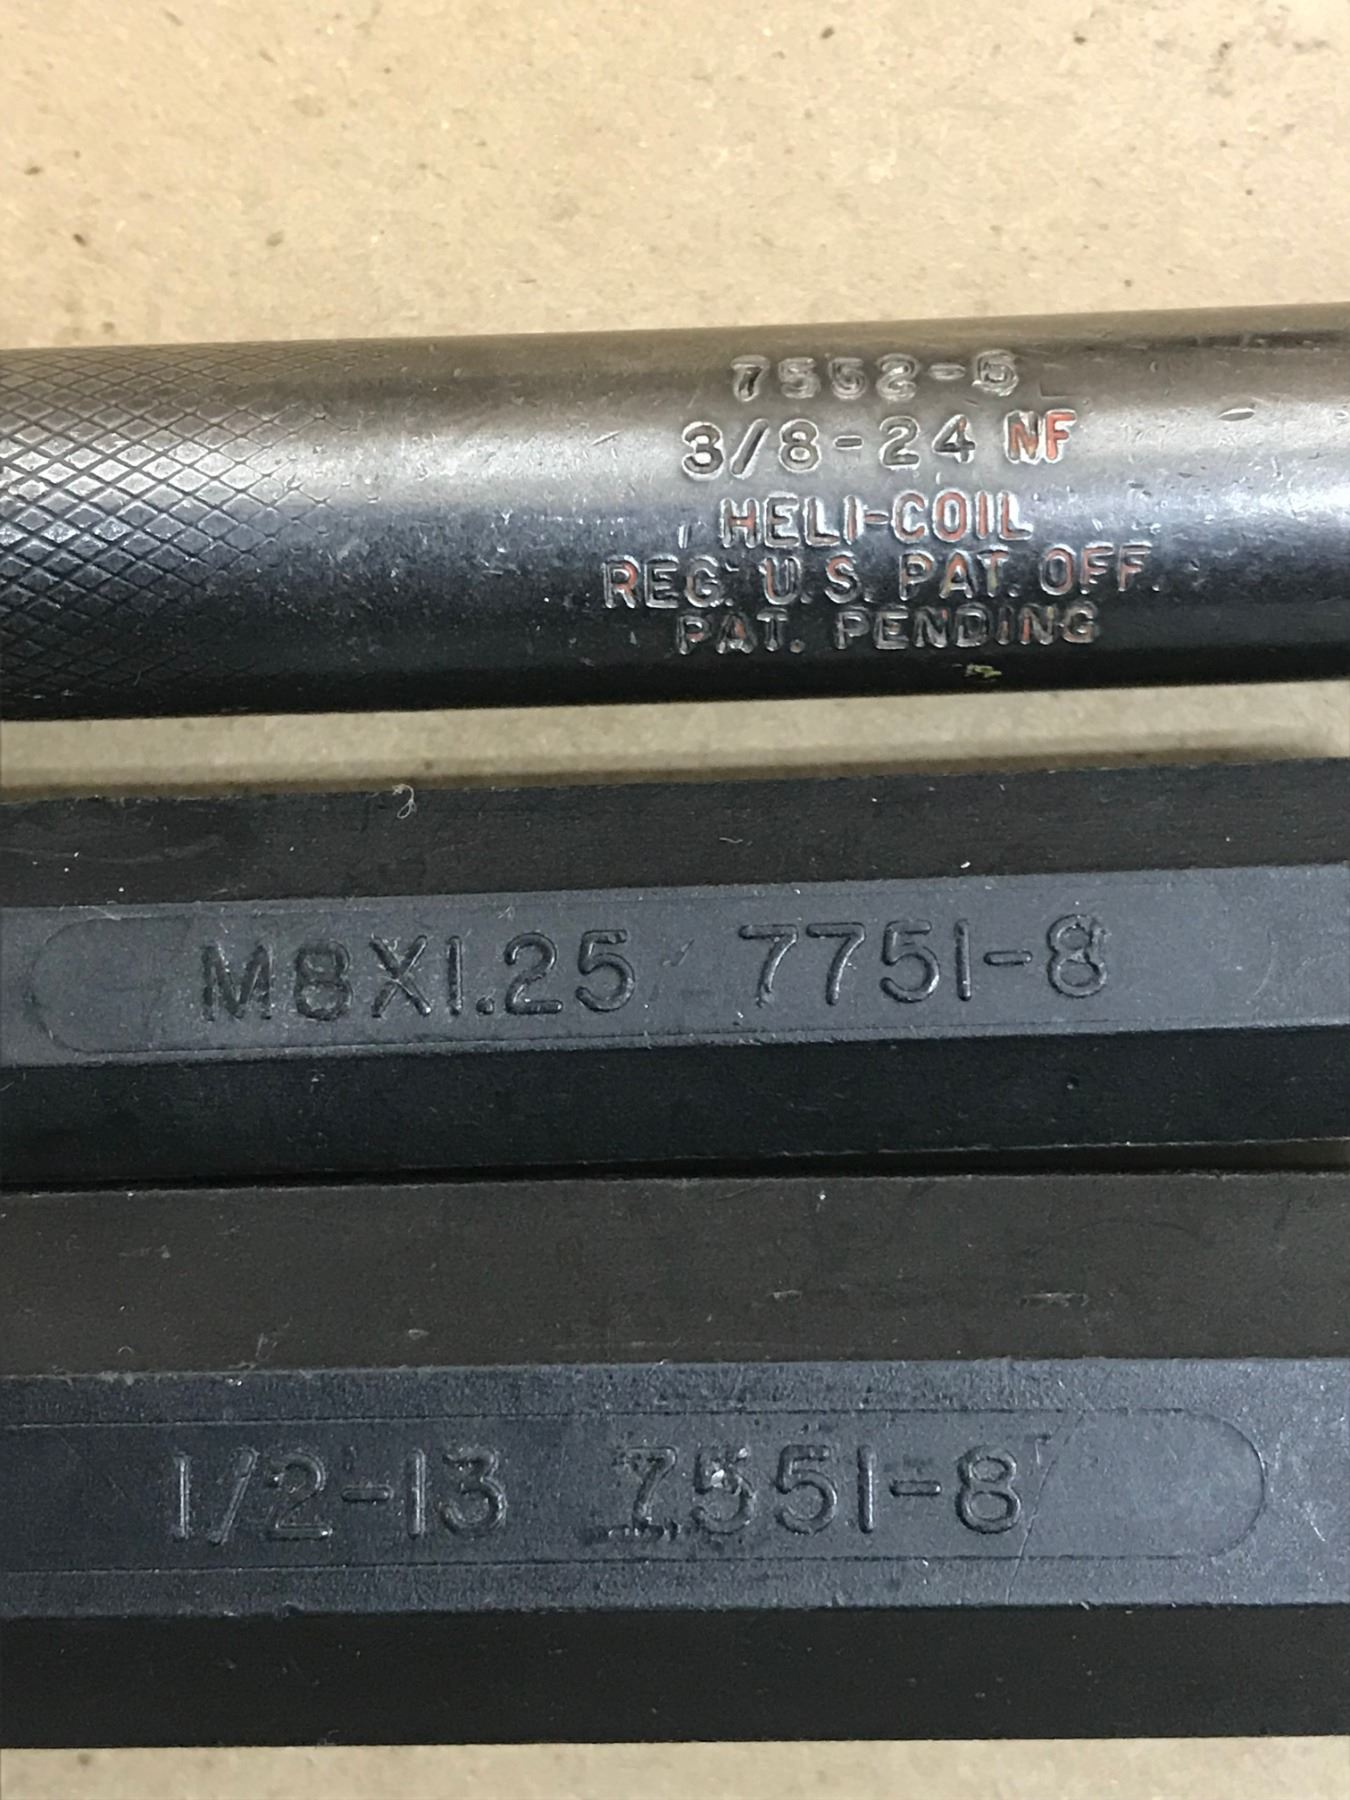 7552-6
3/8-24 NF
HELI-COIL
REG. U.S. PAT. OFF.
PAT. PENDING
M8X1.25 7751-8
1/2-13 7551-8